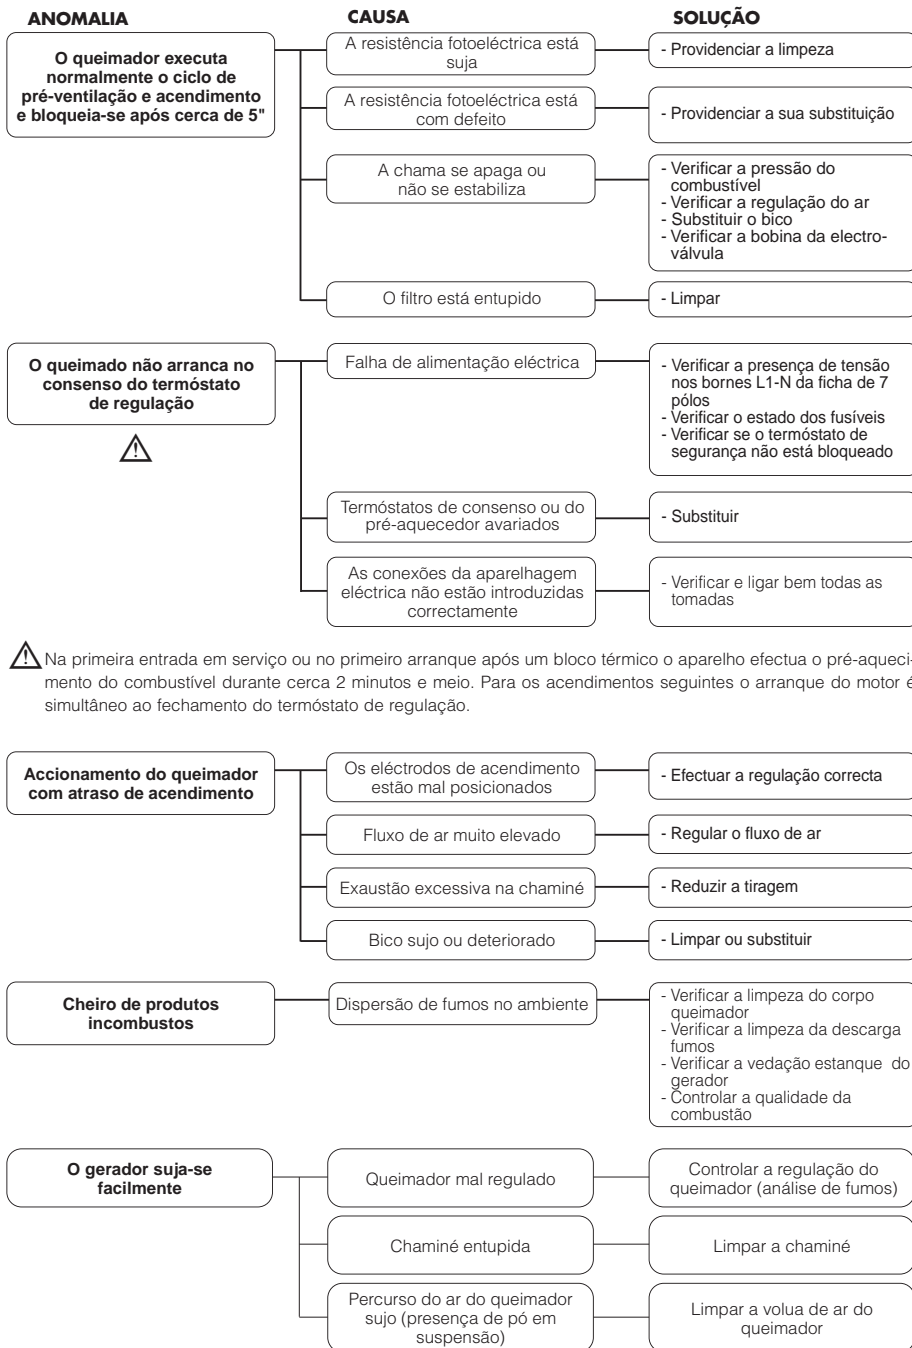 ANOMALIA
CAUSA
SOLUÇÃO
O queimador executa
normalmente o ciclo de
pré-ventilação e acendimento
e bloqueia-se após cerca de 5"
A resistência fotoeléctrica está
suja
- Providenciar a limpeza
A resistência fotoeléctrica está
com defeito
- Providenciar a sua substituição
A chama se apaga ou
não se estabiliza
- Verificar a pressão do
combustível
- Verificar a regulação do ar
- Substituir o bico
- Verificar a bobina da electro-
válvula
O filtro está entupido
- Limpar
O queimado não arranca no
consenso do termóstato
de regulação
Falha de alimentação eléctrica
- Verificar a presença de tensão
nos bornes L1-N da ficha de 7
pólos
- Verificar o estado dos fusíveis
- Verificar se o termóstato de
segurança não está bloqueado
Termóstatos de consenso ou do
pré-aquecedor avariados
- Substituir
As conexões da aparelhagem
eléctrica não estão introduzidas
correctamente
- Verificar e ligar bem todas as
tomadas
Na primeira entrada em serviço ou no primeiro arranque após um bloco térmico o aparelho efectua o pré-aqueci-
mento do combustível durante cerca 2 minutos e meio. Para os acendimentos seguintes o arranque do motor é
simultâneo ao fechamento do termóstato de regulação.
Accionamento do queimador
com atraso de acendimento
Os eléctrodos de acendimento
estão mal posicionados
- Efectuar a regulação correcta
Fluxo de ar muito elevado
- Regular o fluxo de ar
Exaustão excessiva na chaminé
- Reduzir a tiragem
Bico sujo ou deteriorado
- Limpar ou substituir
Cheiro de produtos
incombustos
Dispersão de fumos no ambiente
- Verificar a limpeza do corpo
queimador
- Verificar a limpeza da descarga
fumos
- Verificar a vedação estanque do
gerador
- Controlar a qualidade da
combustão
O gerador suja-se
facilmente
Queimador mal regulado
Controlar a regulação do
queimador (análise de fumos)
Chaminé entupida
Limpar a chaminé
Percurso do ar do queimador
sujo (presença de pó em
suspensão)
Limpar a volua de ar do
queimador